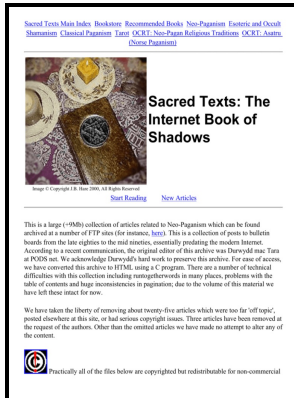 Sacred Texts Main Index Bookstore Recommended Books Neo-Paganism Esoteric and Occult
Shamanism Classical Paganism Tarot OCRT: Neo-Pagan Religious Traditions OCRT: Asatru
(Norse Paganism)
Sacred Texts: The
Internet Book of
Shadows
Image © Copyright J.B. Hare 2000, All Rights Reserved
Start Reading New Articles
This is a large (+9Mb) collection of articles related to Neo-Paganism which can be found
archived at a number of FTP sites (for instance, here). This is a collection of posts to bulletin
boards from the late eighties to the mid nineties, essentially predating the modern Internet.
According to a recent communication, the original editor of this archive was Durwydd mac Tara
at PODS net. We acknowledge Durwydd's hard work to preserve this archive. For ease of access,
we have converted this archive to HTML using a C program. There are a number of technical
difficulties with this collection including runtogetherwords in many places, problems with the
table of contents and huge inconsistencies in pagination; due to the volume of this material we
have left these intact for now.
We have taken the liberty of removing about twenty-five articles which were too far 'off topic',
posted elsewhere at this site, or had serious copyright issues. Three articles have been removed at
the request of the authors. Other than the omitted articles we have made no attempt to alter any of
the content.
Practically all of the files below are copyrighted but redistributable for non-commercial